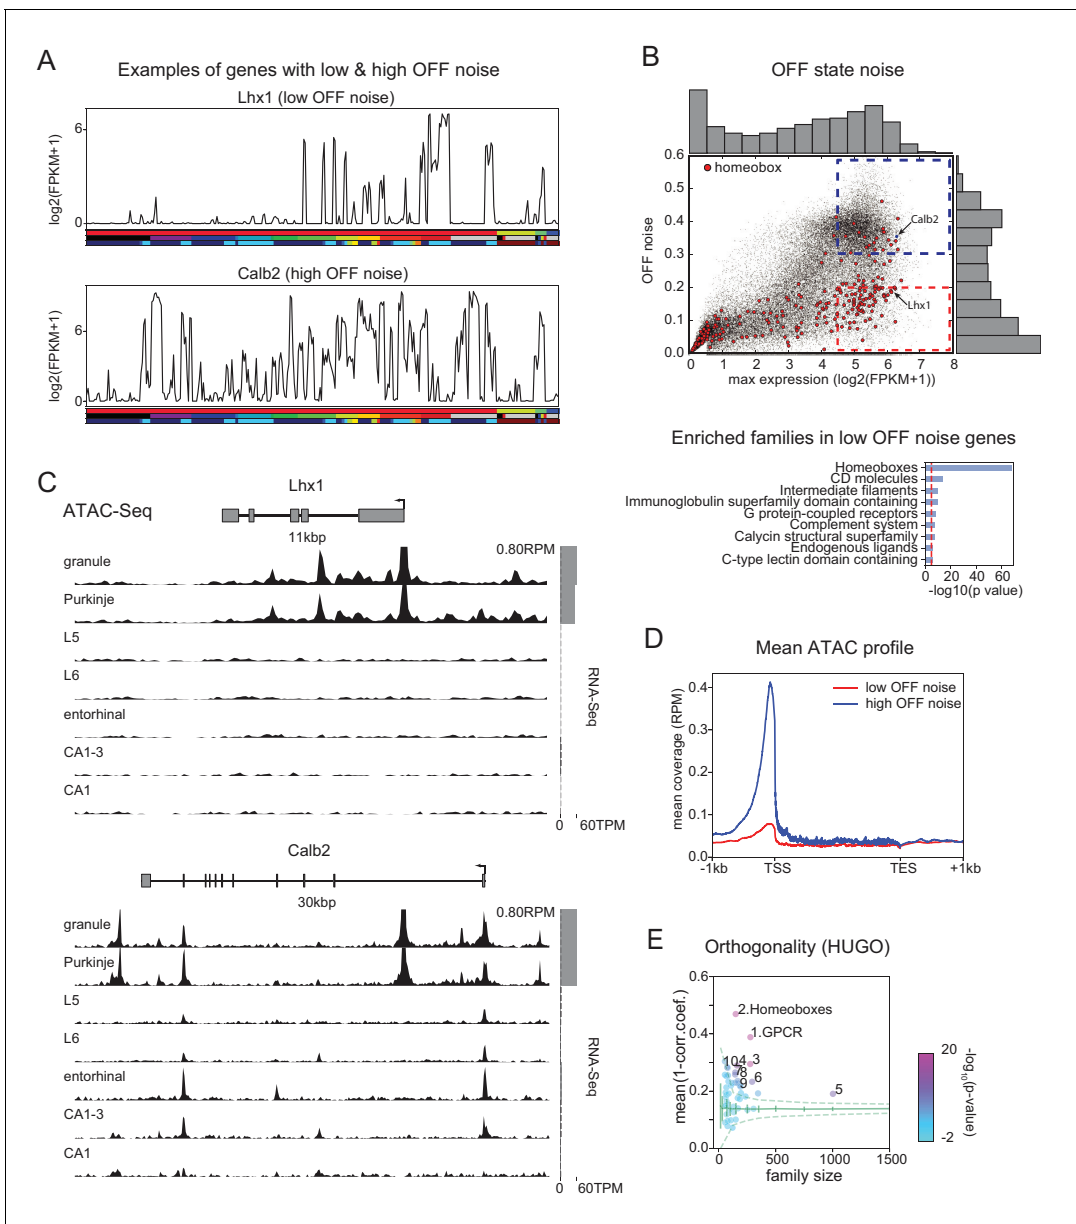 A
Examples of genes with low & high OFF noise
Lhx1 (low OFF noise)
log2(FPKM+1)
6
0
Calb2 (high OFF noise)
log2(FPKM+1)
6
0
B
OFF state noise
0.6
0.5
0.4
0.3
0.2
0.1
0.0
OFF noise
homeobox
Calb2
Lhx1
0 1 2 3 4 5 6 7 8
max expression (log2(FPKM+1))
Enriched families in low OFF noise genes
Homeoboxes
CD molecules
Intermediate filaments
Immunoglobulin superfamily domain containing
G protein-coupled receptors
Complement system
Calycin structural superfamily
Endogenous ligands
C-type lectin domain containing
0 20 40 60
-log10(p value)
C
ATAC-Seq
Lhx1
11kbp
0.80RPM
granule
Purkinje
L5
L6
entorhinal
CA1-3
CA1
RNA-Seq
0 60TPM
Calb2
30kbp
0.80RPM
granule
Purkinje
L5
L6
entorhinal
CA1-3
CA1
RNA-Seq
0 60TPM
D
Mean ATAC profile
mean coverage (RPM)
0.4
0.3
0.2
0.1
0.0
low OFF noise
high OFF noise
-1kb TSS TES +1kb
E
Orthogonality (HUGO)
mean(1-corr.coef.)
0.6
0.4
0.2
0.0
2.Homeoboxes
1.GPCR
10 4 3
7
8
9 6
5
0 500 1000 1500
family size
20
-2
-log10(p-value)